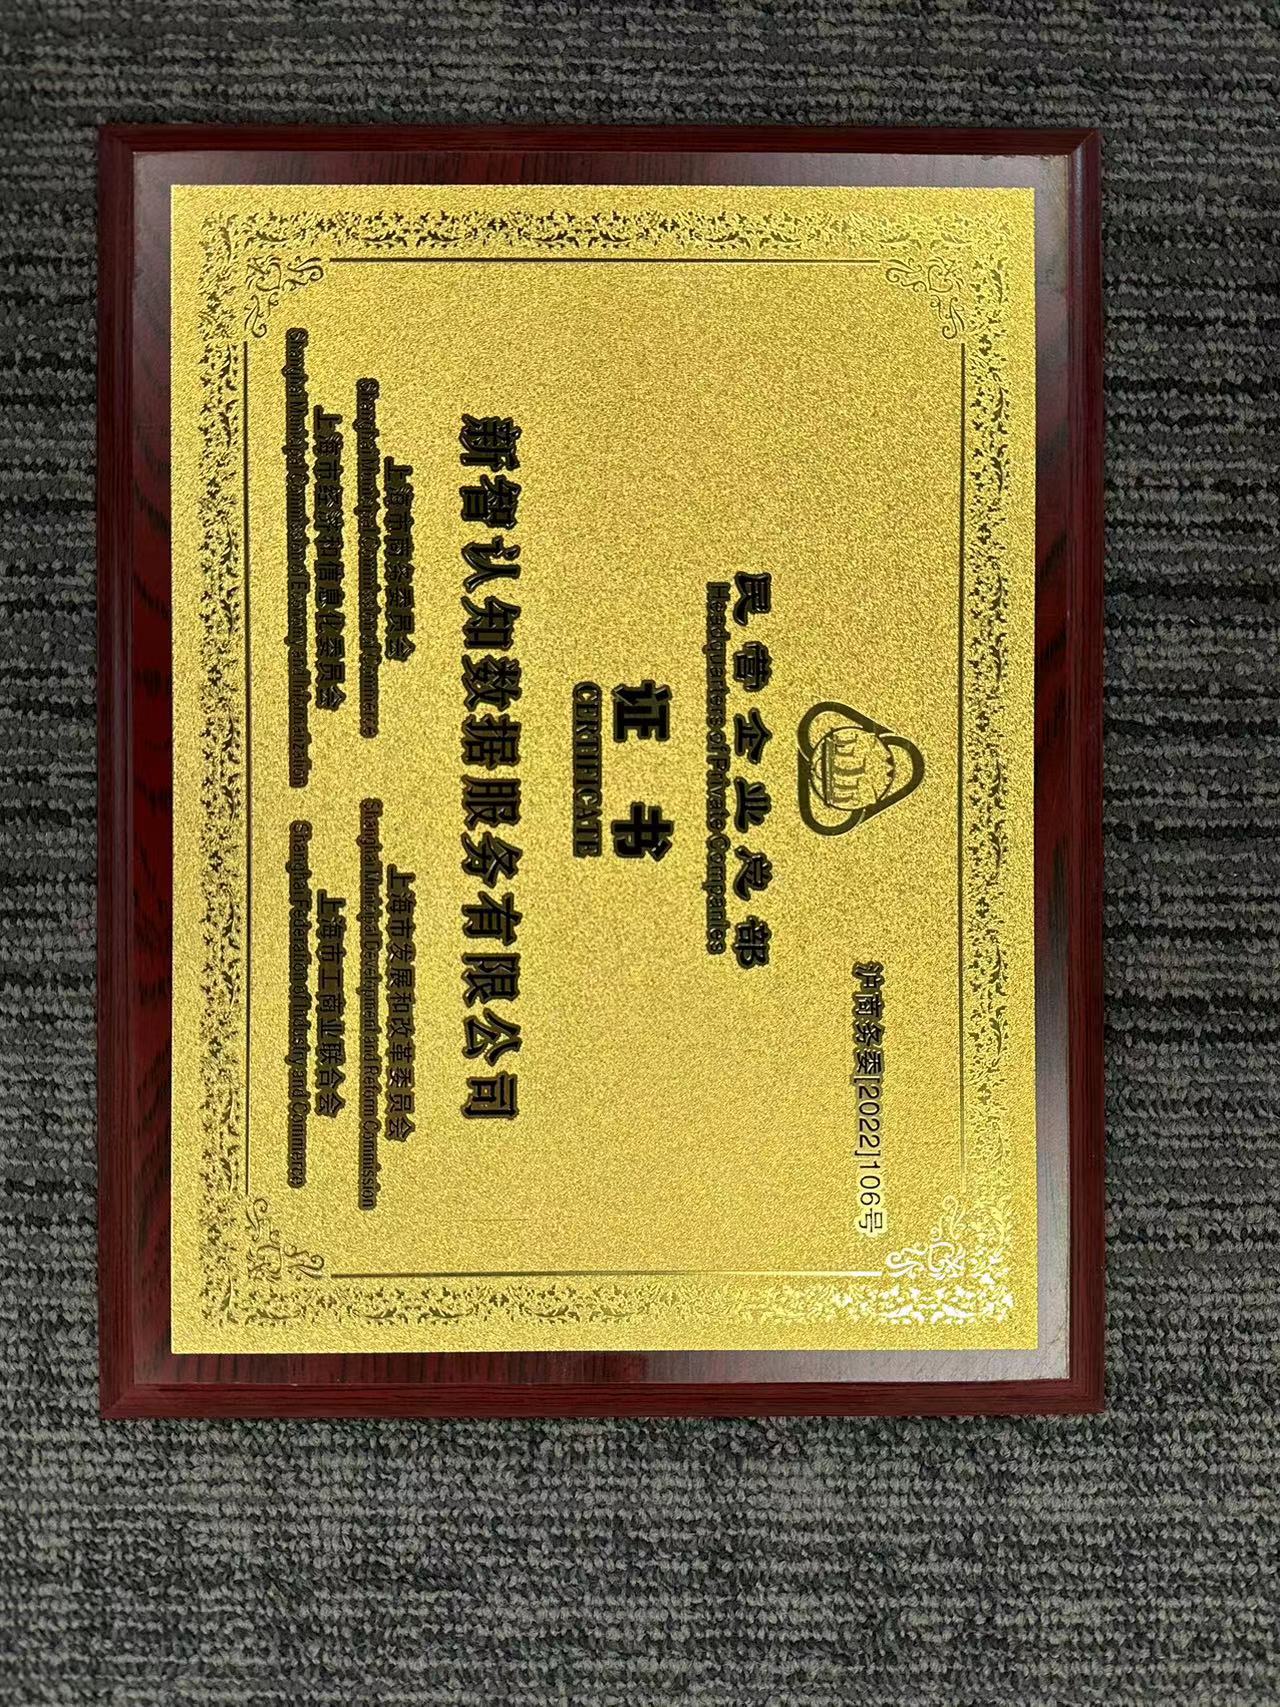 沪商务委[2022]106号
民营企业总部
Headquarters of Private Companies
证书
CERTIFICATE
新智认知数据服务有限公司
上海市商务委员会
Shanghai Municipal Commission of Commerce
上海市发展和改革委员会
Shanghai Municipal Development and Reform Commission
上海市经济和信息化委员会
Shanghai Municipal Commission of Economy and Informatization
上海市工商业联合会
Shanghai Federation of Industry and Commerce